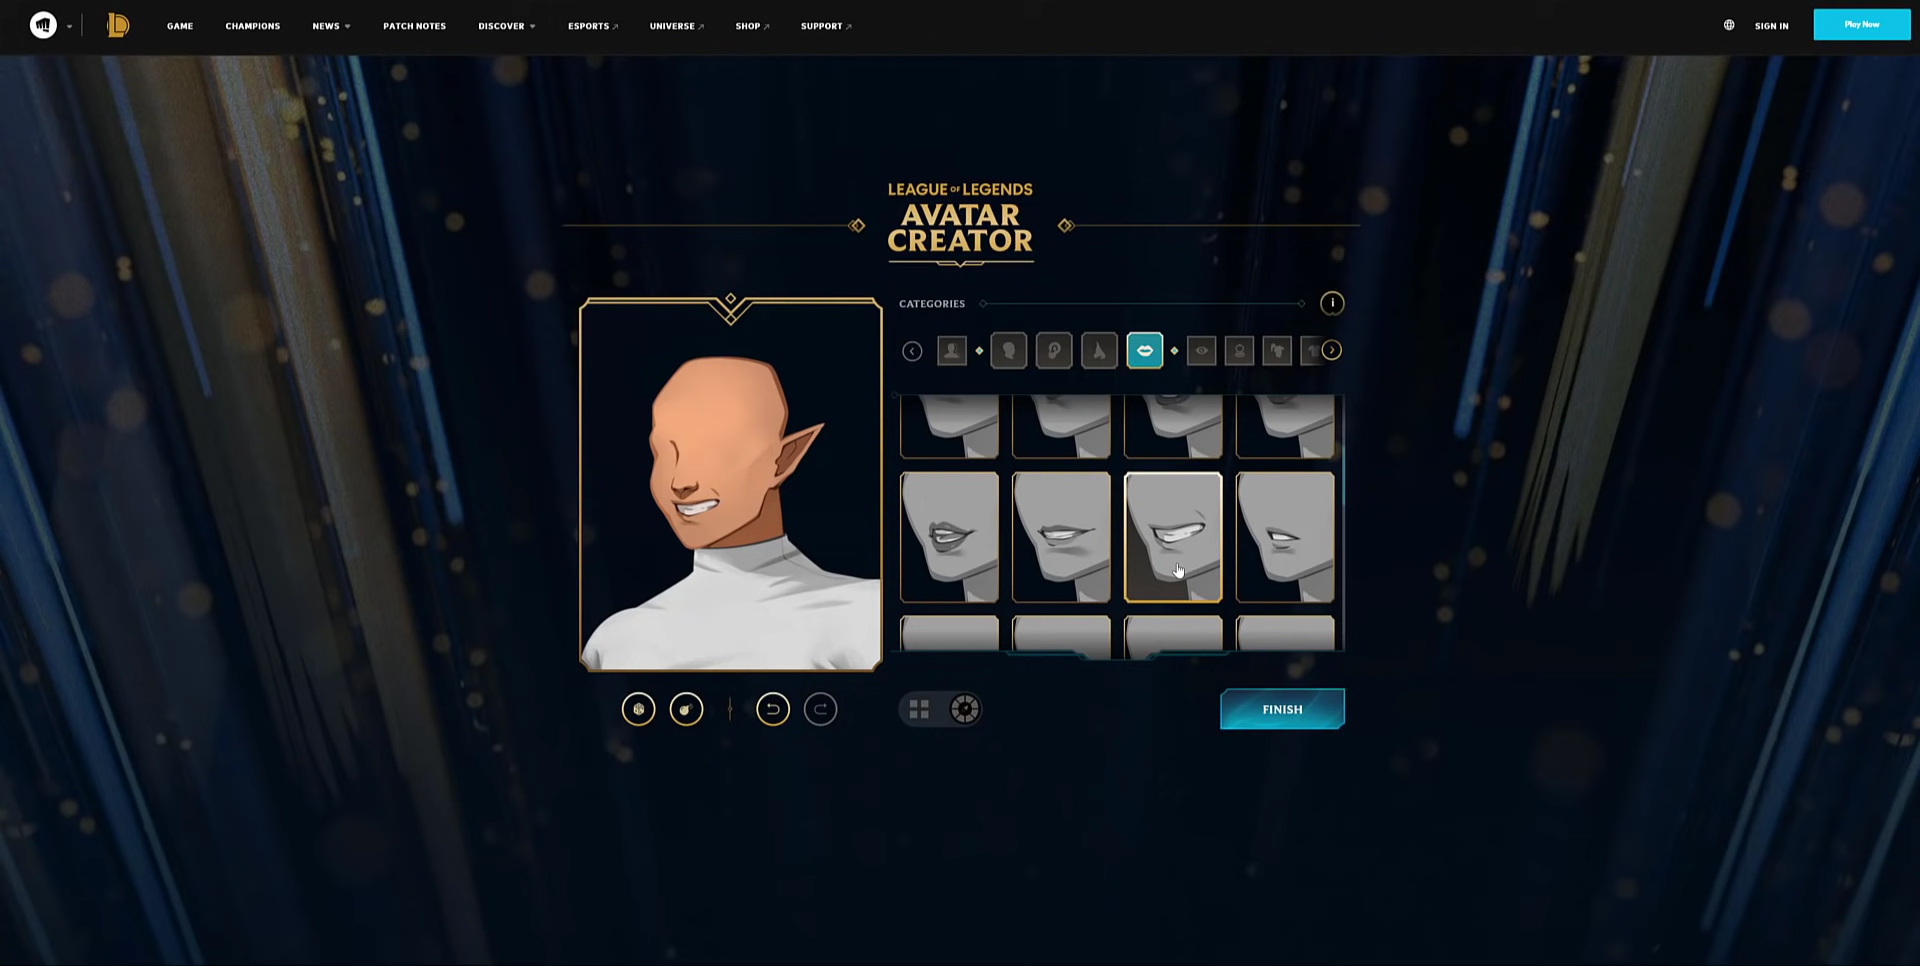 GAME
CHAMPIONS
NEWS
PATCH NOTES
DISCOVER
ESPORTS
UNIVERSE
SHOP
SUPPORT
SIGN IN
Play Now
LEAGUE OF LEGENDS
AVATAR
CREATOR
CATEGORIES
i
FINISH